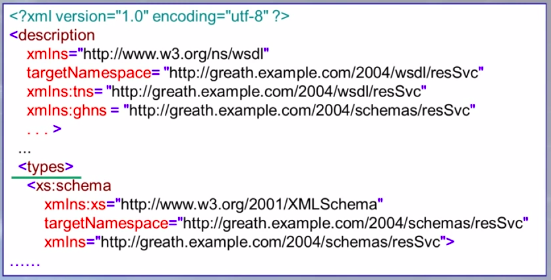 <?xml version="1.0" encoding="utf-8" ?>
<description
xmlns="http://www.w3.org/ns/wsdl"
targetNamespace= "http://greath.example.com/2004/wsdl/resSvc"
xmlns:tns= "http://greath.example.com/2004/wsdl/resSvc"
xmlns:ghns = "http://greath.example.com/2004/schemas/resSvc"
. . . >
...
<types>
<xs:schema
xmlns:xs="http://www.w3.org/2001/XMLSchema"
targetNamespace="http://greath.example.com/2004/schemas/resSvc"
xmlns="http://greath.example.com/2004/schemas/resSvc">
......